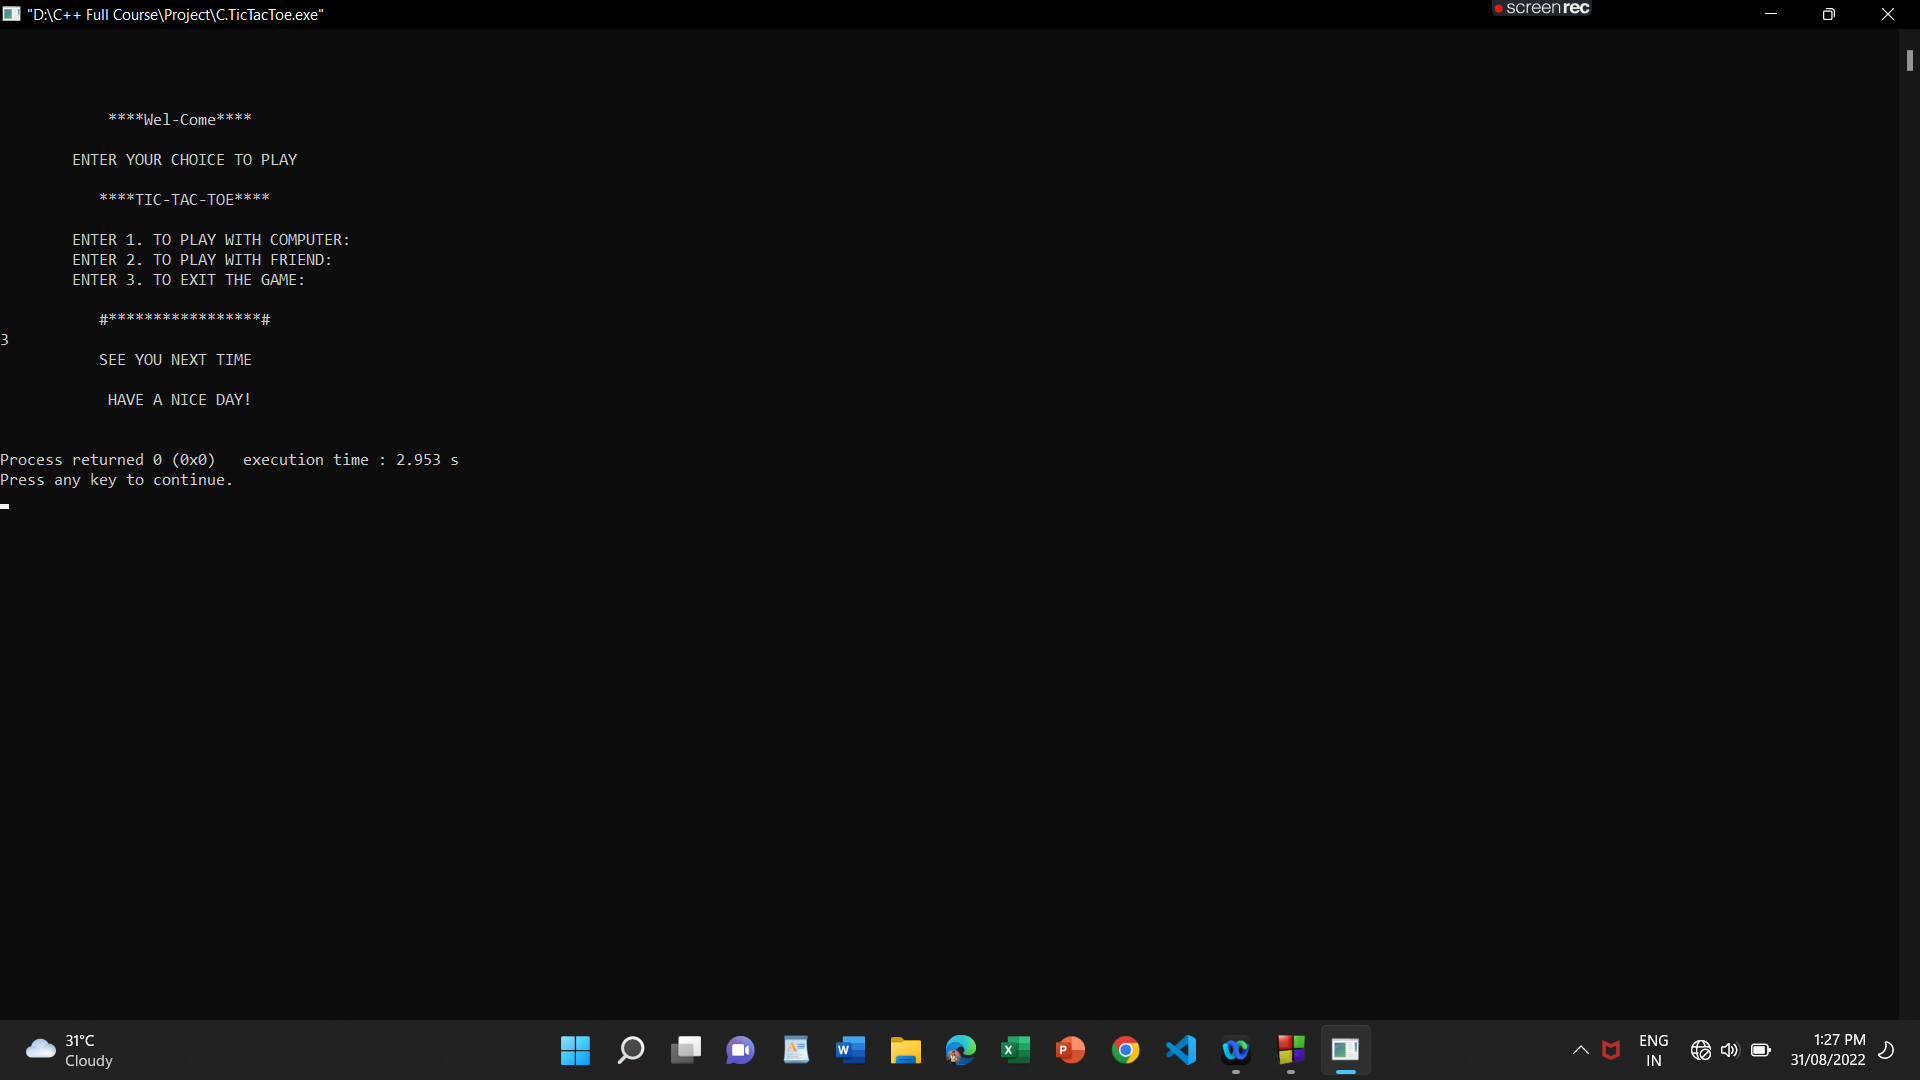 "D:\C++ Full Course\Project\C.TicTacToe.exe"
screenrec
****Wel-Come****
ENTER YOUR CHOICE TO PLAY
****TIC-TAC-TOE****
ENTER 1. TO PLAY WITH COMPUTER:
ENTER 2. TO PLAY WITH FRIEND:
ENTER 3. TO EXIT THE GAME:
#*****************#
3
SEE YOU NEXT TIME
HAVE A NICE DAY!
Process returned 0 (0x0)   execution time : 2.953 s
Press any key to continue.
31°C
Cloudy
ENG
IN
1:27 PM
31/08/2022